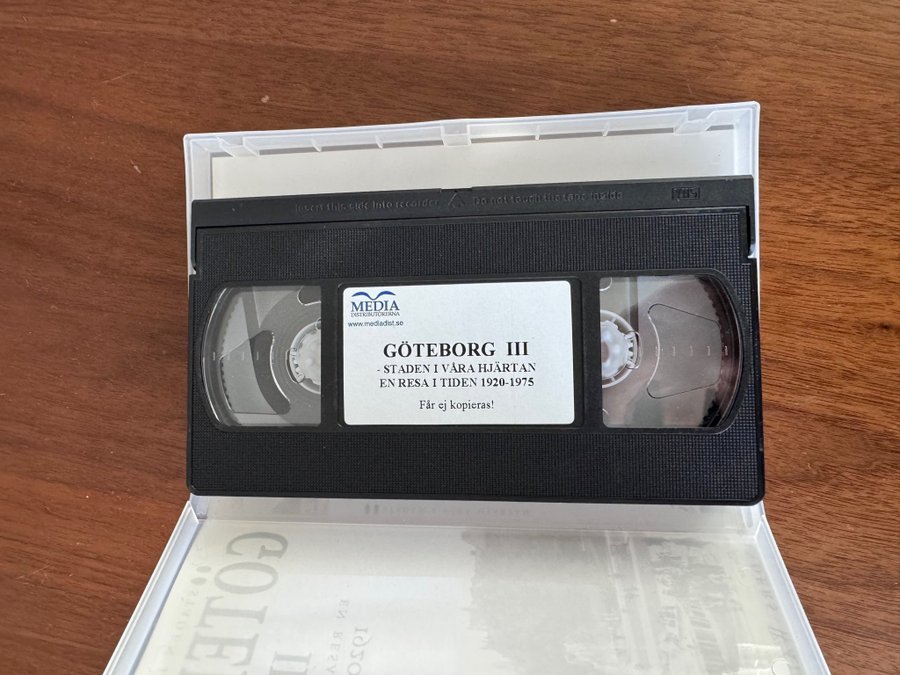 Insert this side into recorder
Do not touch the tape inside
VHS
MEDIA
DISTRIBUTÖRERNA
www.mediadist.se
GÖTEBORG III
- STADEN I VÅRA HJÄRTAN
EN RESA I TIDEN 1920-1975
Får ej kopieras!